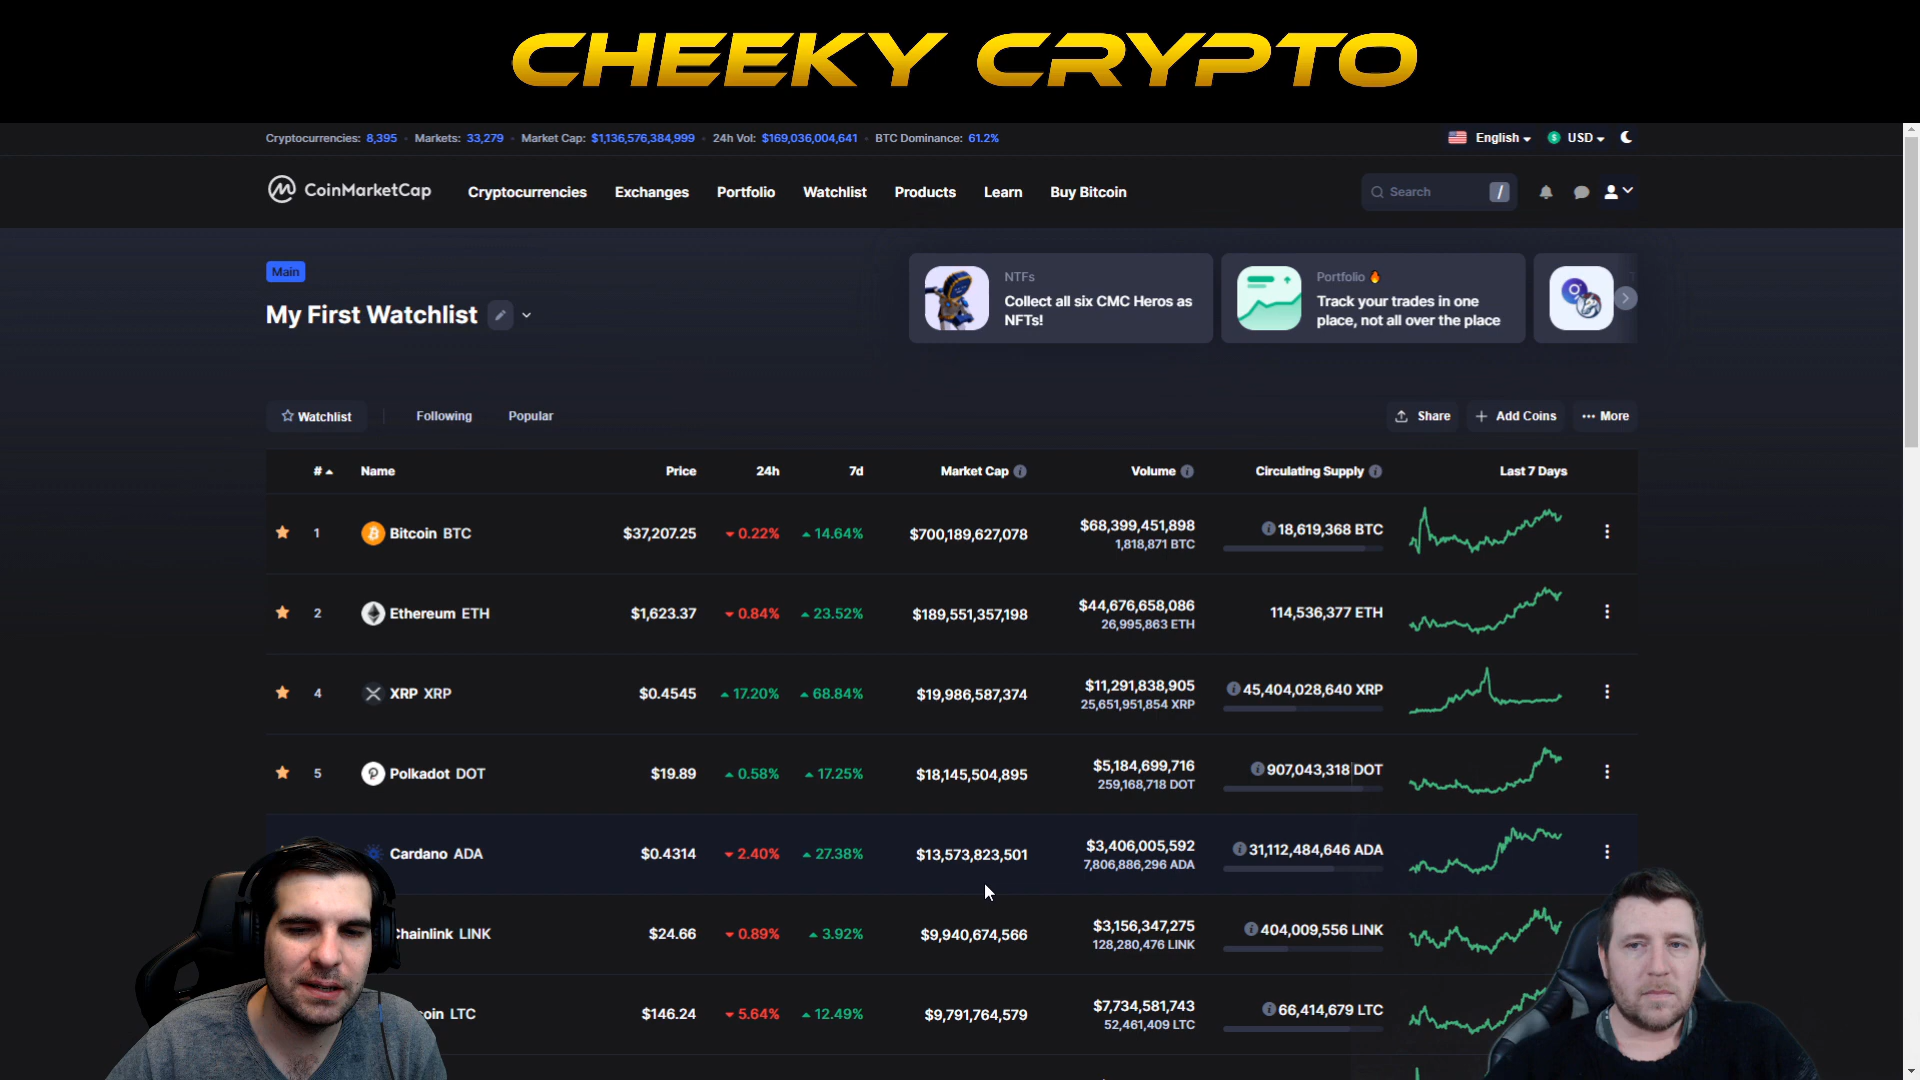 CHEEKY CRYPTO
Cryptocurrencies: 8,395 · Markets: 33,279 · Market Cap: $1,136,576,384,999 · 24h Vol: $169,036,004,641 · BTC Dominance: 61.2%
English $ USD
CoinMarketCap Cryptocurrencies Exchanges Portfolio Watchlist Products Learn Buy Bitcoin Search /
Main
My First Watchlist
NTFs
Collect all six CMC Heros as
NFTs!
Portfolio
Track your trades in one
place, not all over the place
Watchlist Following Popular Share + Add Coins ••• More
# Name Price 24h 7d Market Cap Volume Circulating Supply Last 7 Days
1 Bitcoin BTC $37,207.25 0.22% 14.64% $700,189,627,078 $68,399,451,898 18,619,368 BTC
1,818,871 BTC
2 Ethereum ETH $1,623.37 0.84% 23.52% $189,551,357,198 $44,676,658,086 114,536,377 ETH
26,995,863 ETH
4 XRP XRP $0.4545 17.20% 68.84% $19,986,587,374 $11,291,838,905 45,404,028,640 XRP
25,651,951,854 XRP
5 Polkadot DOT $19.89 0.58% 17.25% $18,145,504,895 $5,184,699,716 907,043,318 DOT
259,168,718 DOT
Cardano ADA $0.4314 2.40% 27.38% $13,573,823,501 $3,406,005,592 31,112,484,646 ADA
7,806,886,296 ADA
hainlink LINK $24.66 0.89% 3.92% $9,940,674,566 $3,156,347,275 404,009,556 LINK
128,280,476 LINK
oin LTC $146.24 5.64% 12.49% $9,791,764,579 $7,734,581,743 66,414,679 LTC
52,461,409 LTC